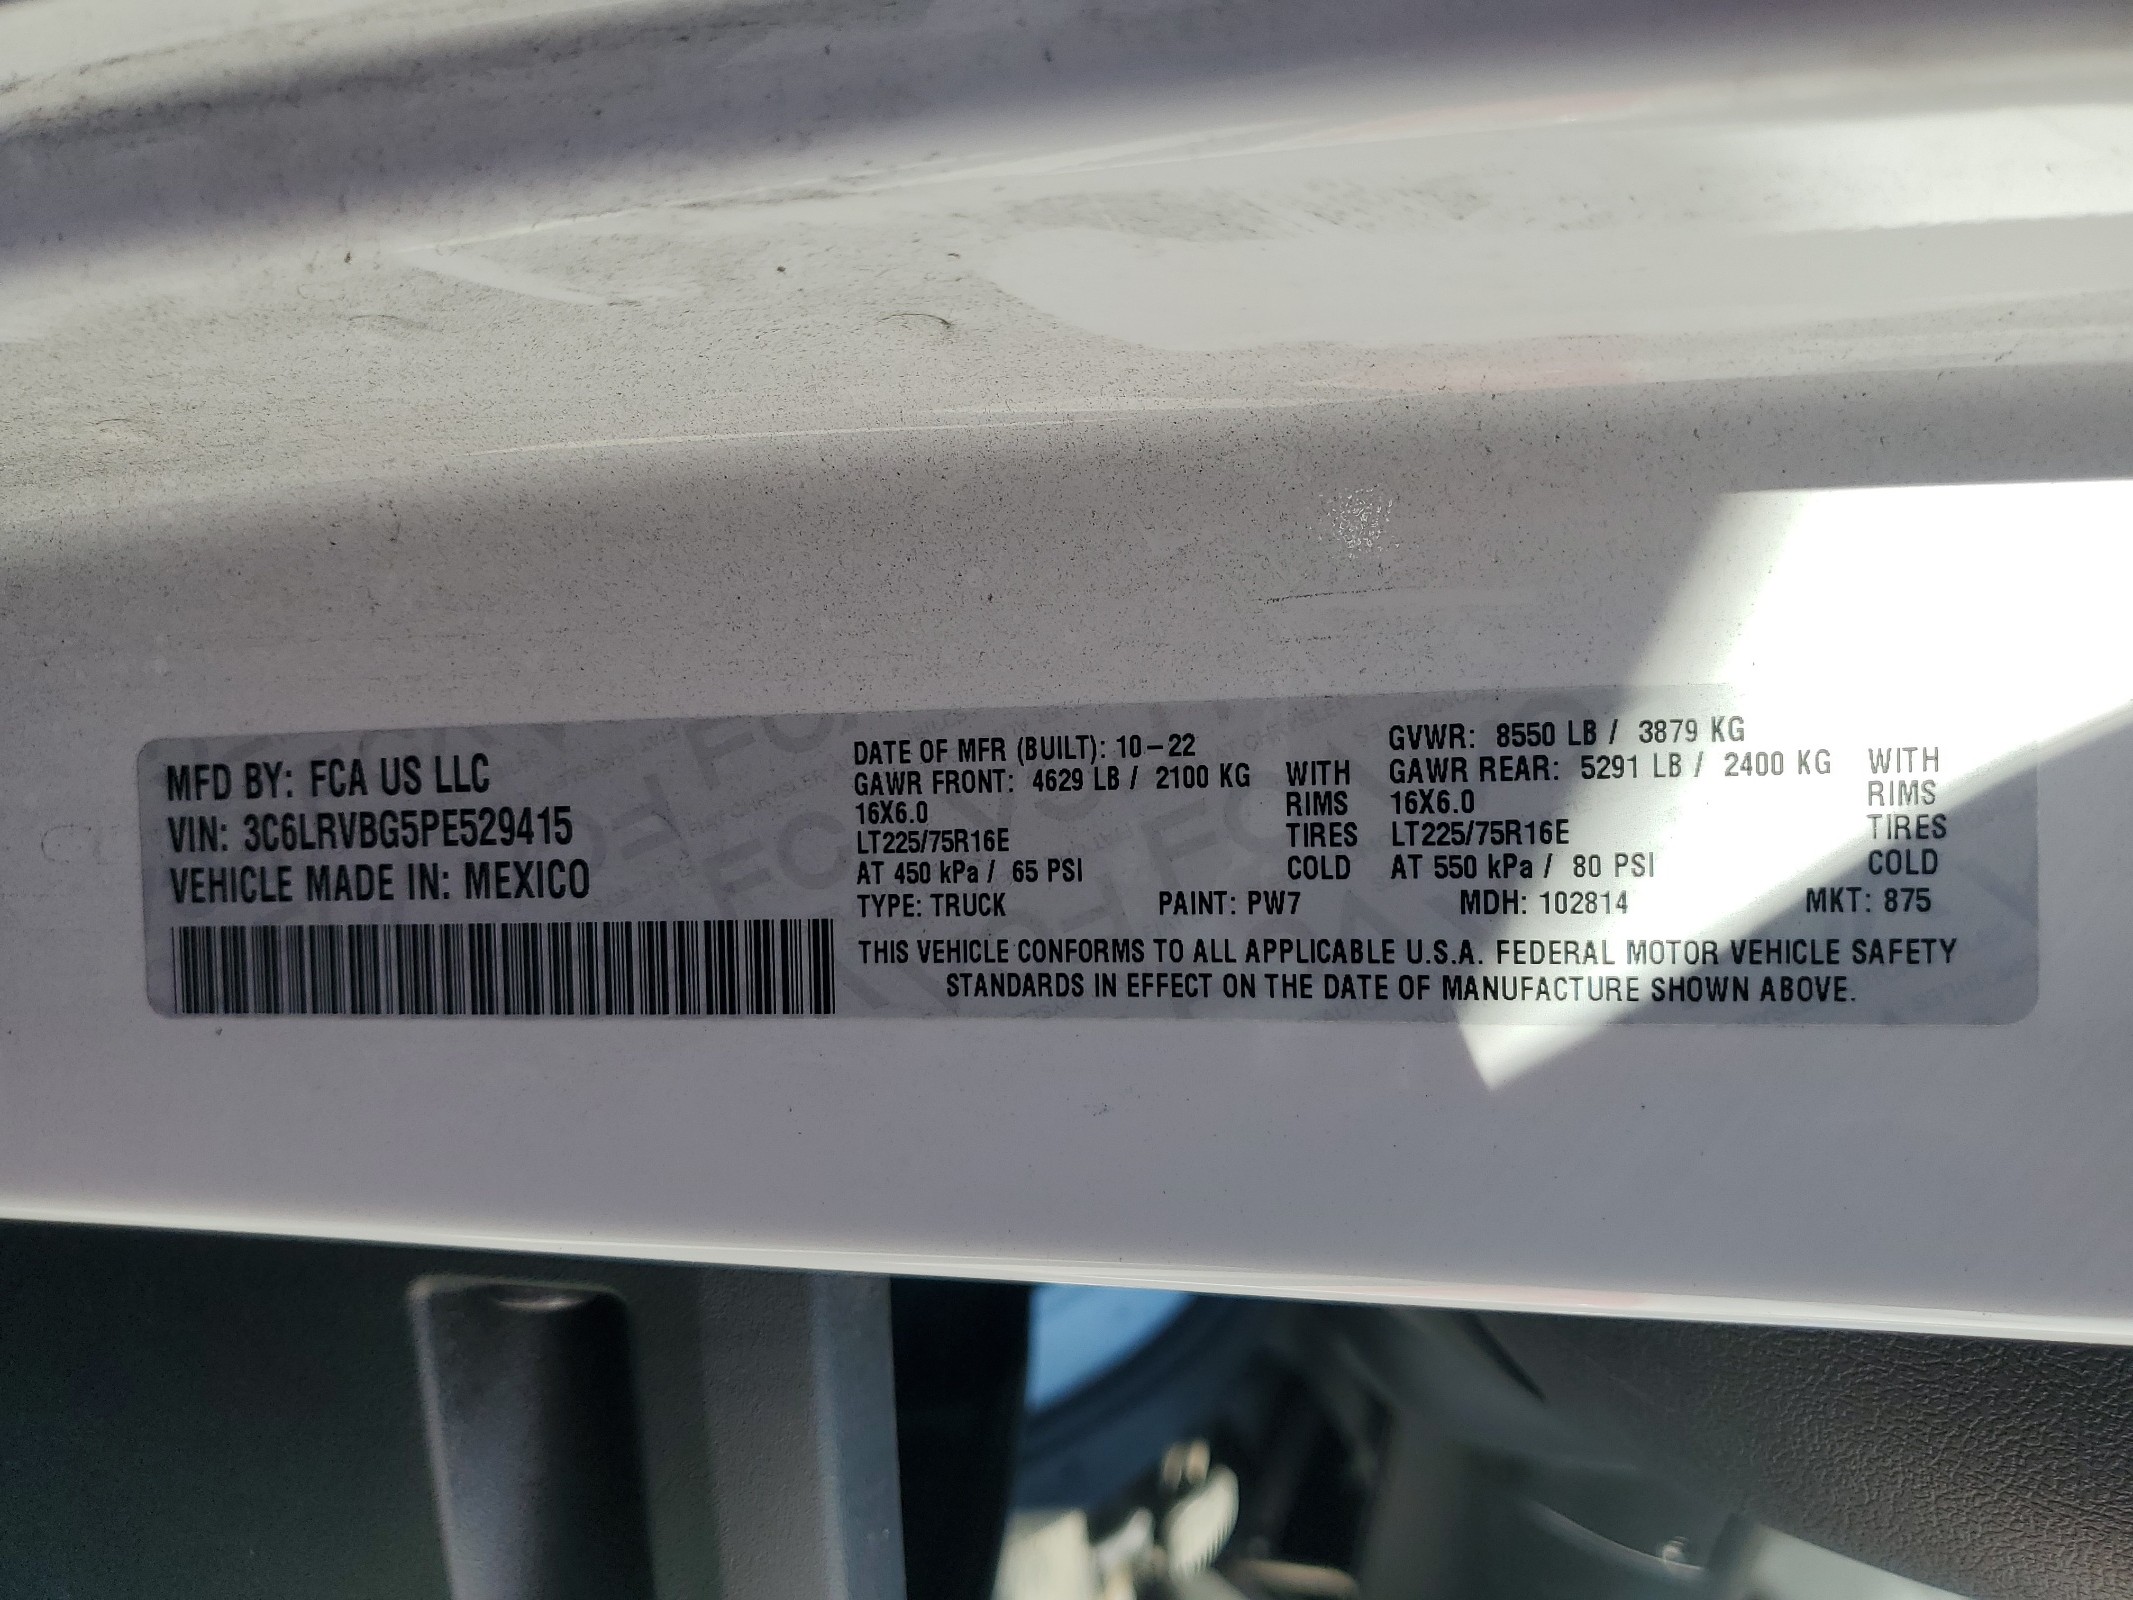 MFD BY: FCA US LLC
VIN: 3C6LRVBG5PE529415
VEHICLE MADE IN: MEXICO
DATE OF MFR (BUILT): 10-22
GVWR: 8550 LB / 3879 KG
GAWR FRONT: 4629 LB / 2100 KG WITH
16X6.0 RIMS
LT225/75R16E TIRES
AT 450 kPa / 65 PSI COLD
GAWR REAR: 5291 LB / 2400 KG WITH
16X6.0 RIMS
LT225/75R16E TIRES
AT 550 kPa / 80 PSI COLD
TYPE: TRUCK PAINT: PW7 MDH: 102814 MKT: 875
THIS VEHICLE CONFORMS TO ALL APPLICABLE U.S.A. FEDERAL MOTOR VEHICLE SAFETY
STANDARDS IN EFFECT ON THE DATE OF MANUFACTURE SHOWN ABOVE.